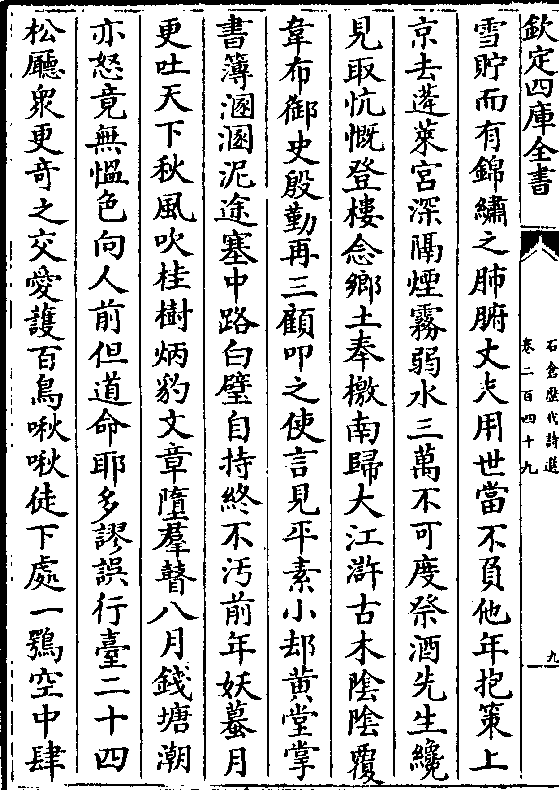 欽定四庫全書
石倉歷代詩選
卷二百四十九
九
雪貯而有錦繡之肺腑丈夫用世當不負他年抱策上
京去蓬萊宮深隔煙霧弱水三萬不可度祭酒先生纔
見取忼慨登樓念鄉土奉檄南歸大江滸古木陰陰覆
韋布御史殷勤再三顧叩之使言見平素小却黃堂掌
書簿溷溷泥途塞中路白璧自持終不汚前年妖蟇月
更吐天下秋風吹桂樹炳豹文章墮羣瞽八月錢塘潮
亦怒竟無慍色向人前但道命耶多謬誤行臺二十四
松廳衆更竒之交愛護百鳥啾啾徒下處一鶚空中肆